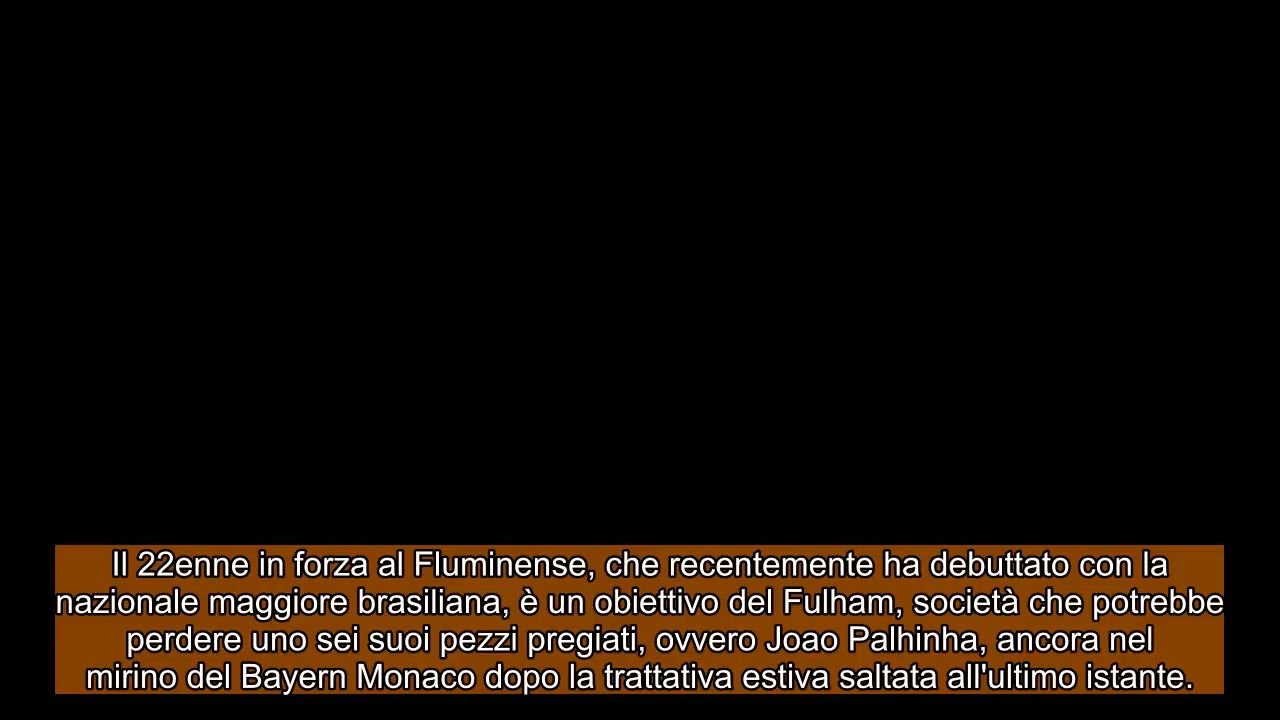 Il 22enne in forza al Fluminense, che recentemente ha debuttato con la
nazionale maggiore brasiliana, è un obiettivo del Fulham, società che potrebbe
perdere uno sei suoi pezzi pregiati, ovvero Joao Palhinha, ancora nel
mirino del Bayern Monaco dopo la trattativa estiva saltata all'ultimo istante.